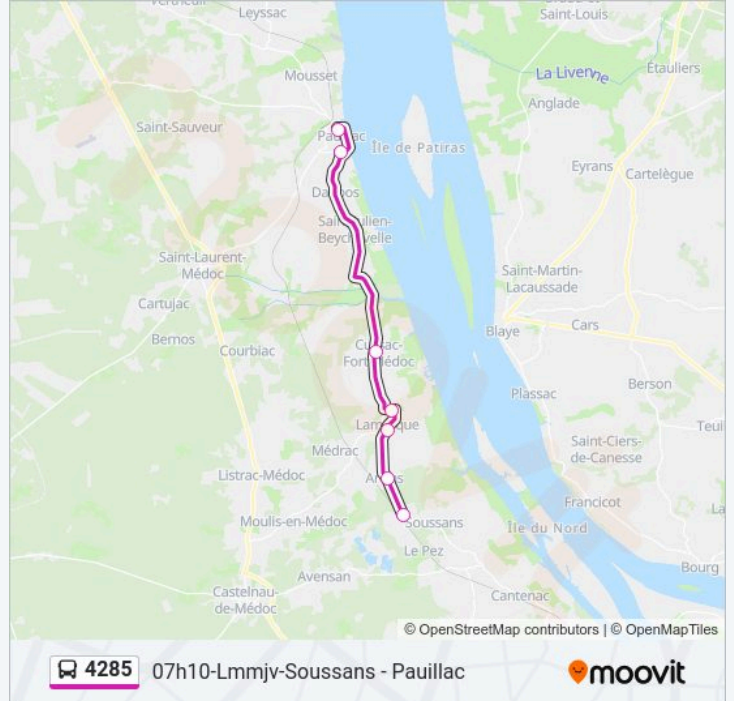 Vertheuil
Leyssac
Saint-Louis
Mousset
La Livenne
Étauliers
Anglade
Saint-Sauveur
Île de Patiras
Eyrans
Cartelègue
Saint-Laurent-
Médoc
Saint-Martin-
Lacaussade
Cartujac
Bernos
Courbiac
Blaye
Cars
Berson
Plassac
Médrac
Saint-Ciers-
de-Canesse
Listrac-Médoc
Francicot
Moulis-en-Médoc
Soussans
Île du Nord
Le Pez
Bourg
Avensan
Castelnau-
de-Médoc
Cantenac
© OpenStreetMap contributors | © OpenMapTiles
4285 07h10-Lmmjv-Soussans - Pauillac
moovit